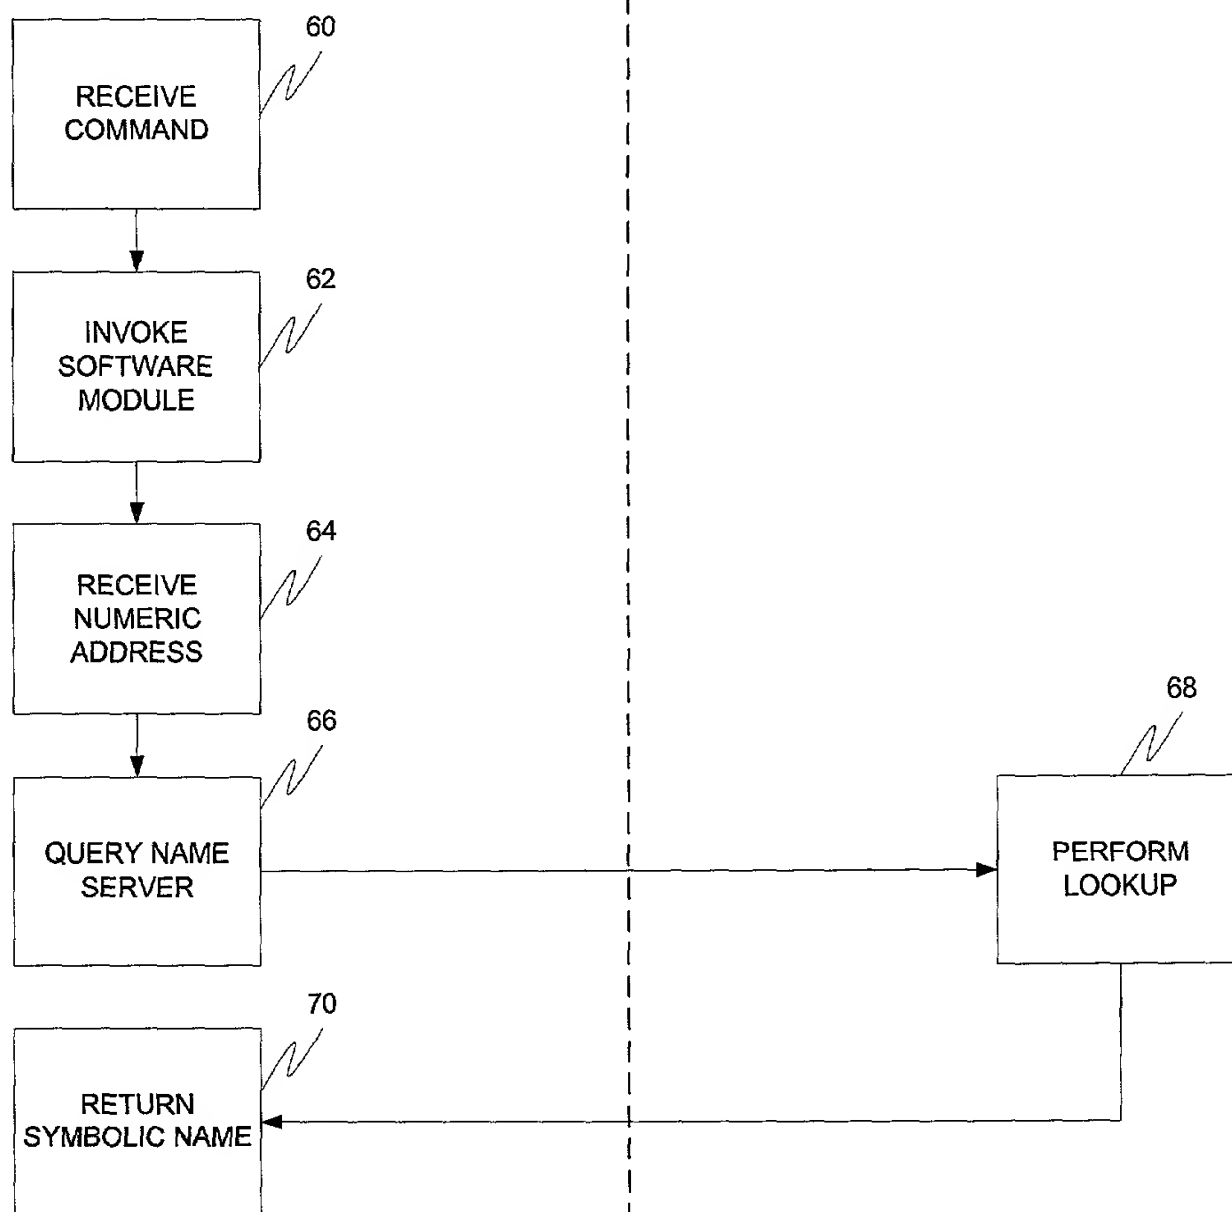 60
RECEIVE
COMMAND
62
INVOKE
SOFTWARE
MODULE
64
RECEIVE
NUMERIC
ADDRESS
66
QUERY NAME
SERVER
68
PERFORM
LOOKUP
70
RETURN
SYMBOLIC NAME